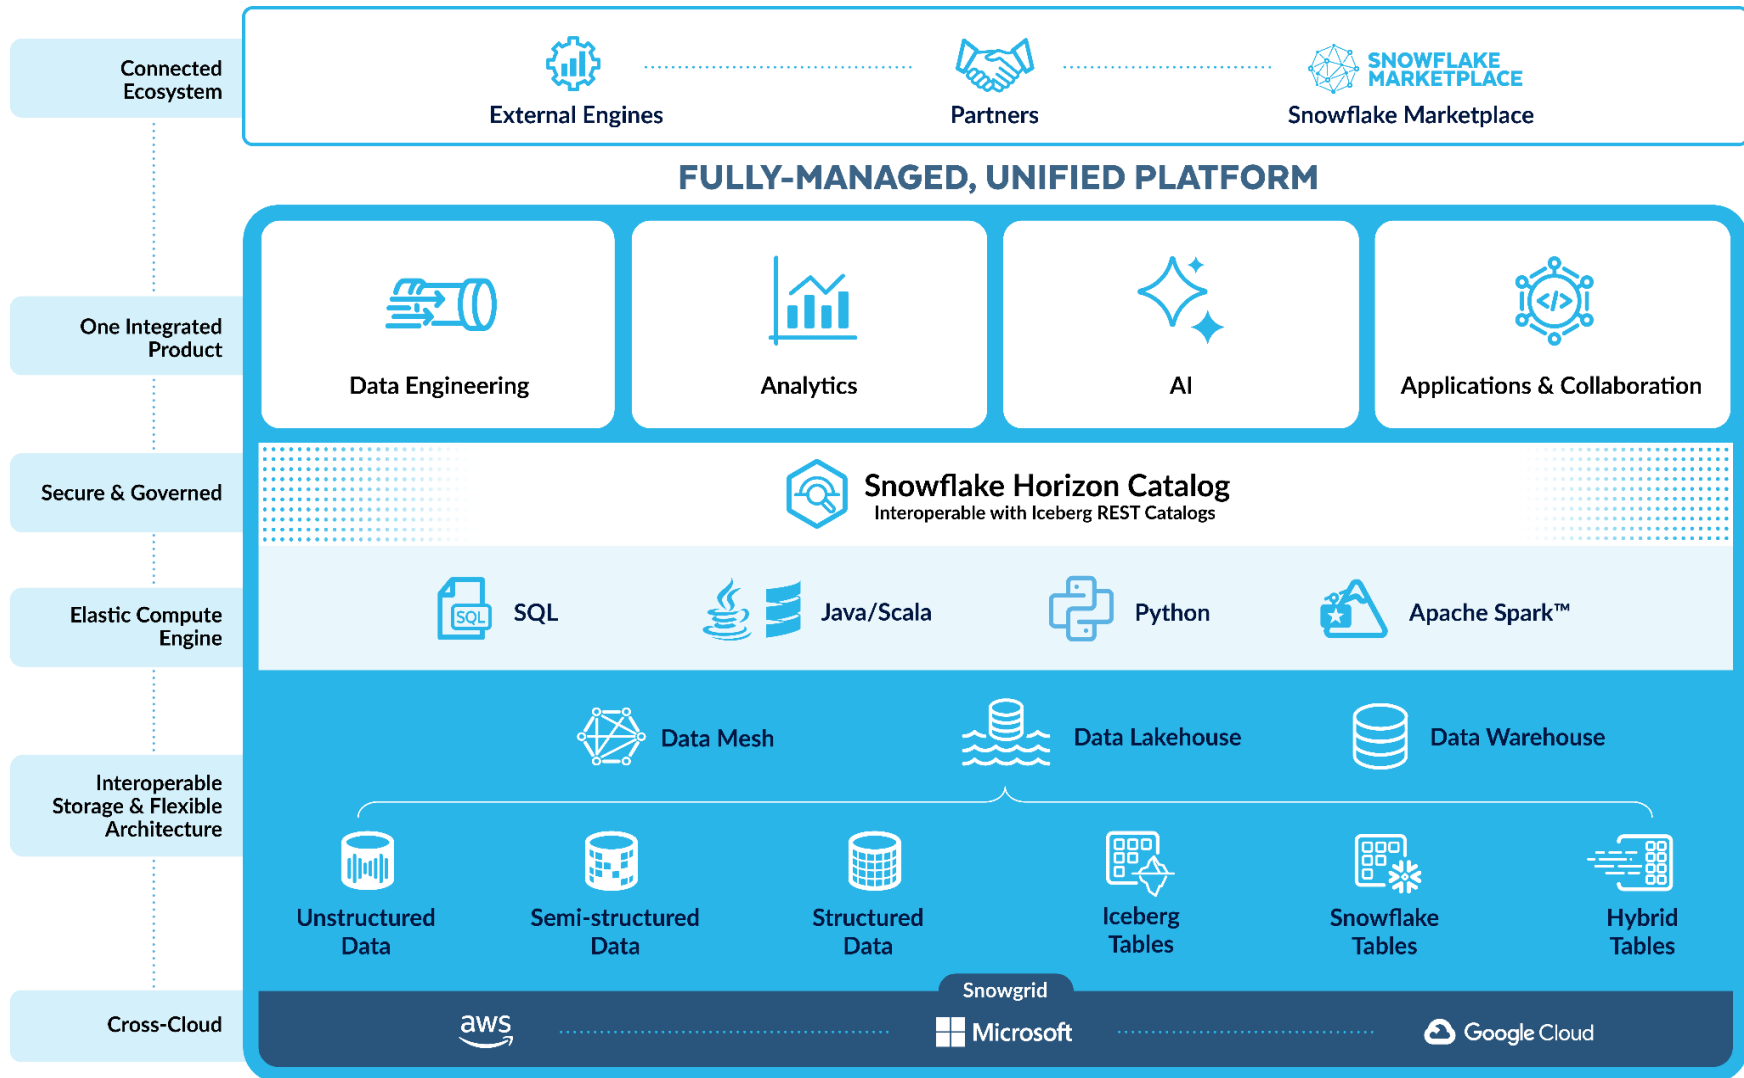 Connected
Ecosystem
External Engines
Partners
SNOWFLAKE
MARKETPLACE
Snowflake Marketplace
FULLY-MANAGED, UNIFIED PLATFORM
One Integrated
Product
Data Engineering
Analytics
AI
</>
Applications & Collaboration
Secure & Governed
Snowflake Horizon Catalog
Interoperable with Iceberg REST Catalogs
Elastic Compute
Engine
SQL
SQL
Java/Scala
Python
Apache Spark™
Interoperable
Storage & Flexible
Architecture
Data Mesh
Data Lakehouse
Data Warehouse
Unstructured
Data
Semi-structured
Data
Structured
Data
Iceberg
Tables
Snowflake
Tables
Hybrid
Tables
Cross-Cloud
Snowgrid
aws
Microsoft
Google Cloud